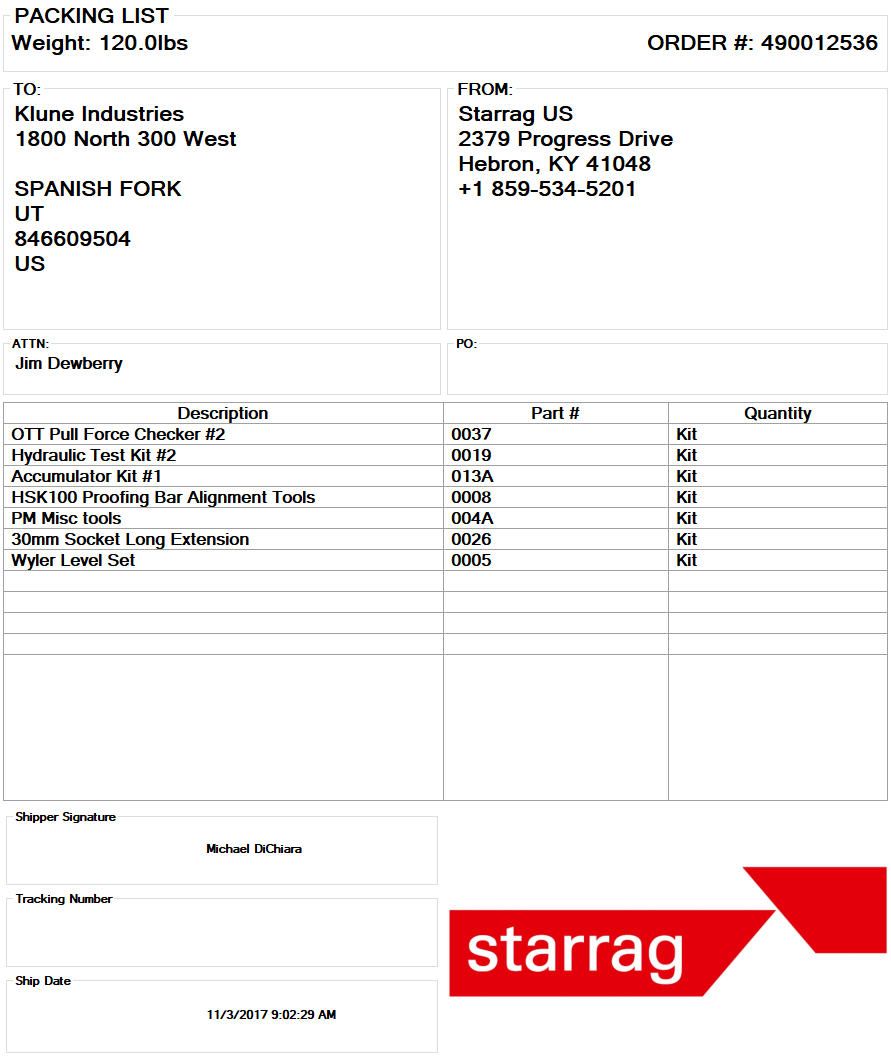 PACKING LIST
Weight: 120.0lbs ORDER #: 490012536
TO:
Klune Industries
1800 North 300 West
SPANISH FORK
UT
846609504
US
FROM:
Starrag US
2379 Progress Drive
Hebron, KY 41048
+1 859-534-5201
ATTN:
Jim Dewberry
PO:
Description Part # Quantity
OTT Pull Force Checker #2 0037 Kit
Hydraulic Test Kit #2 0019 Kit
Accumulator Kit #1 013A Kit
HSK100 Proofing Bar Alignment Tools 0008 Kit
PM Misc tools 004A Kit
30mm Socket Long Extension 0026 Kit
Wyler Level Set 0005 Kit
Shipper Signature
Michael DiChiara
Tracking Number
Ship Date
11/3/2017 9:02:29 AM
starrag